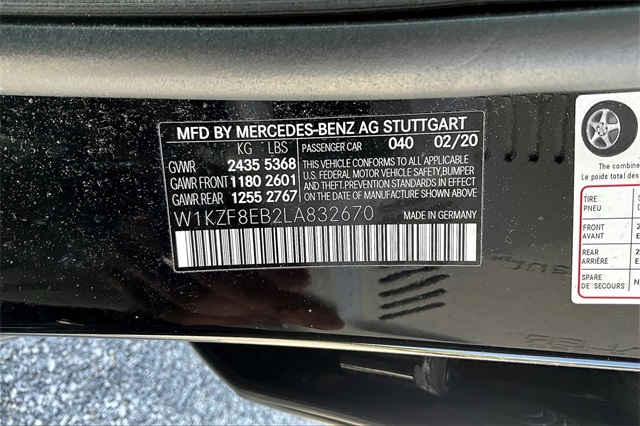 MFD BY MERCEDES-BENZ AG STUTTGART
KG LBS PASSENGER CAR 040 02/20
GVWR 2435 5368
GAWR FRONT 1180 2601
GAWR REAR 1255 2767
THIS VEHICLE CONFORMS TO ALL APPLICABLE
U.S. FEDERAL MOTOR VEHICLE SAFETY,BUMPER
AND THEFT PREVENTION STANDARDS IN EFFECT
ON THE DATE OF MANUFACTURE SHOWN ABOVE
W1KZF8EB2LA832670 MADE IN GERMANY
The combine
Le poids total des
TIRE
PNEU
FRONT
AVANT
REAR
ARRIÈRE
SPARE
DE SECOURS